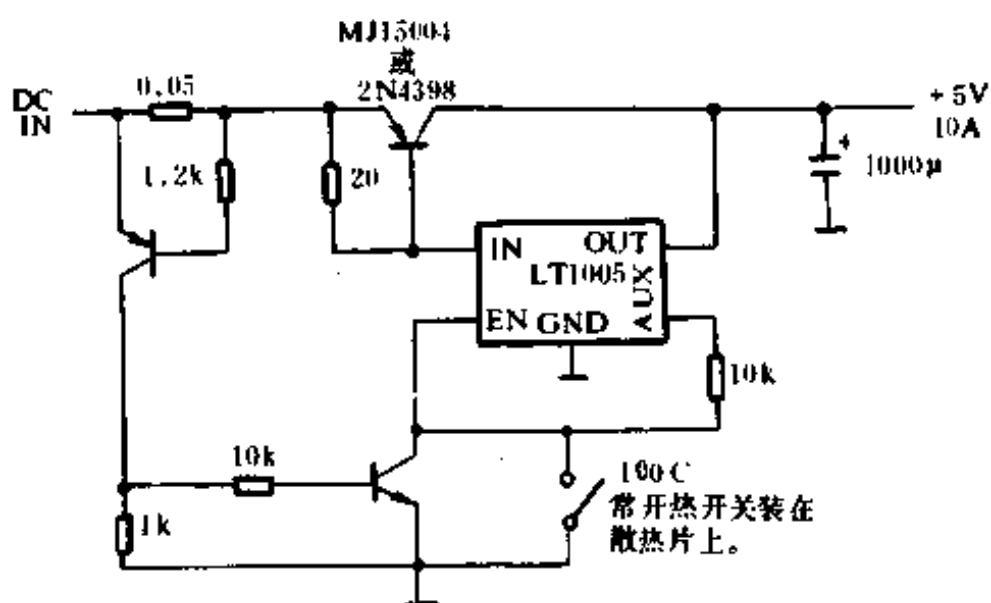 MJ15004
或
2N4398
DC
IN
0.05
+5V
10A
1.2k
20
1000μ
IN
OUT
LT1005
AUX
EN
GND
10k
10k
100C
常开热开关装在
散热片上。
1k